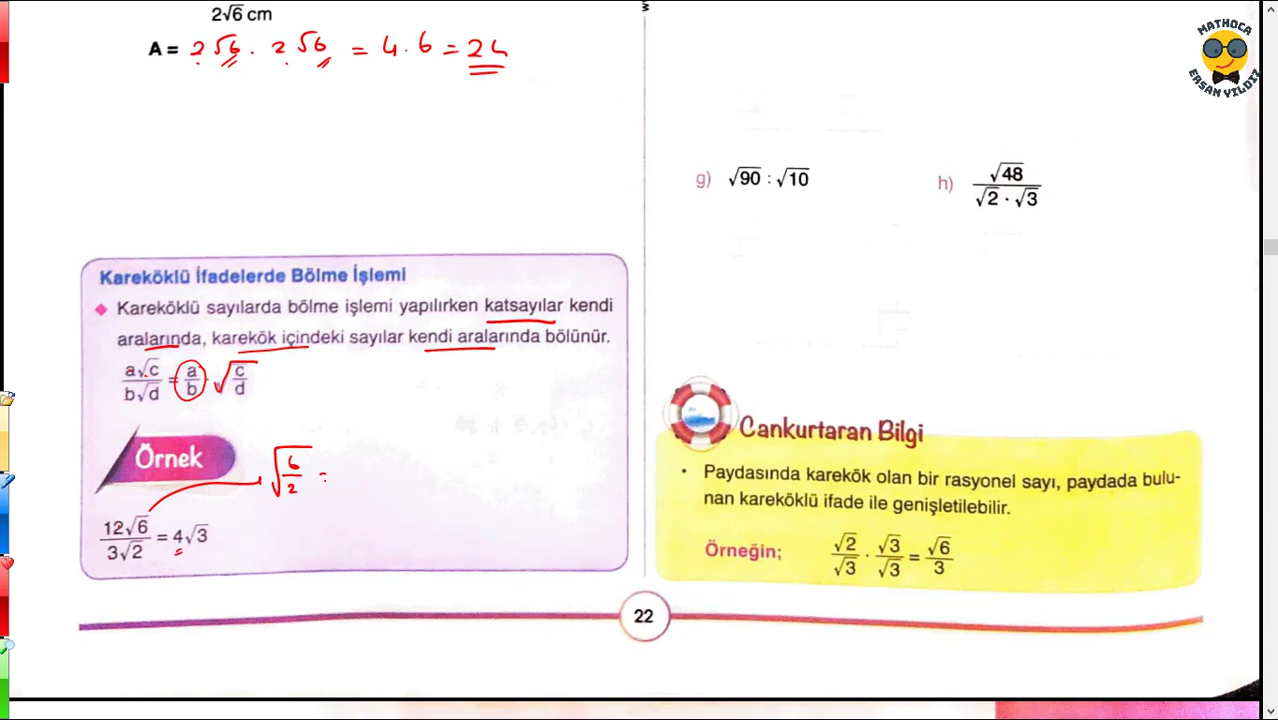 2√6 cm
A = 2√6 . 2√6 = 4 . 6 = 24
Kareköklü İfadelerde Bölme İşlemi
Kareköklü sayılarda bölme işlemi yapılırken katsayılar kendi
aralarında, karekök içindeki sayılar kendi aralarında bölünür.
a√c / b√d = a/b · √(c/d)
Örnek
√(6/2) =
12√6 / 3√2 = 4√3
MATHOCA
ERSAN YILDIZ
g) √90 : √10
h) √48 / √2 · √3
Cankurtaran Bilgi
• Paydasında karekök olan bir rasyonel sayı, paydada bulu-
nan kareköklü ifade ile genişletilebilir.
Örneğin; √2/√3 · √3/√3 = √6/3
22